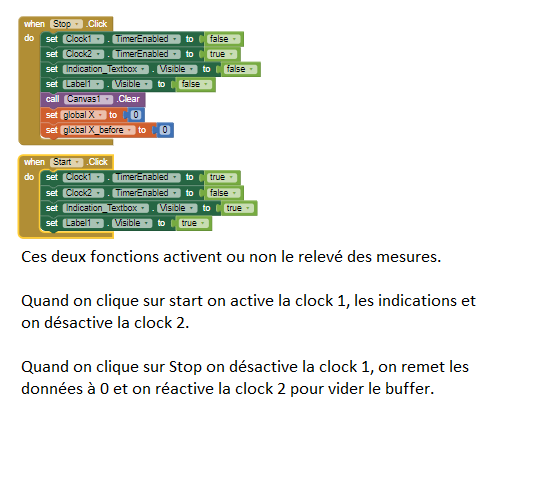 when Stop .Click
do set Clock1 . TimerEnabled to false
set Clock2 . TimerEnabled to true
set Indication_Textbox . Visible to false
set Label1 . Visible to false
call Canvas1 .Clear
set global X to 0
set global X_before to 0
when Start .Click
do set Clock1 . TimerEnabled to true
set Clock2 . TimerEnabled to false
set Indication_Textbox . Visible to true
set Label1 . Visible to true
Ces deux fonctions activent ou non le relevé des mesures.
Quand on clique sur start on active la clock 1, les indications et
on désactive la clock 2.
Quand on clique sur Stop on désactive la clock 1, on remet les
données à 0 et on réactive la clock 2 pour vider le buffer.